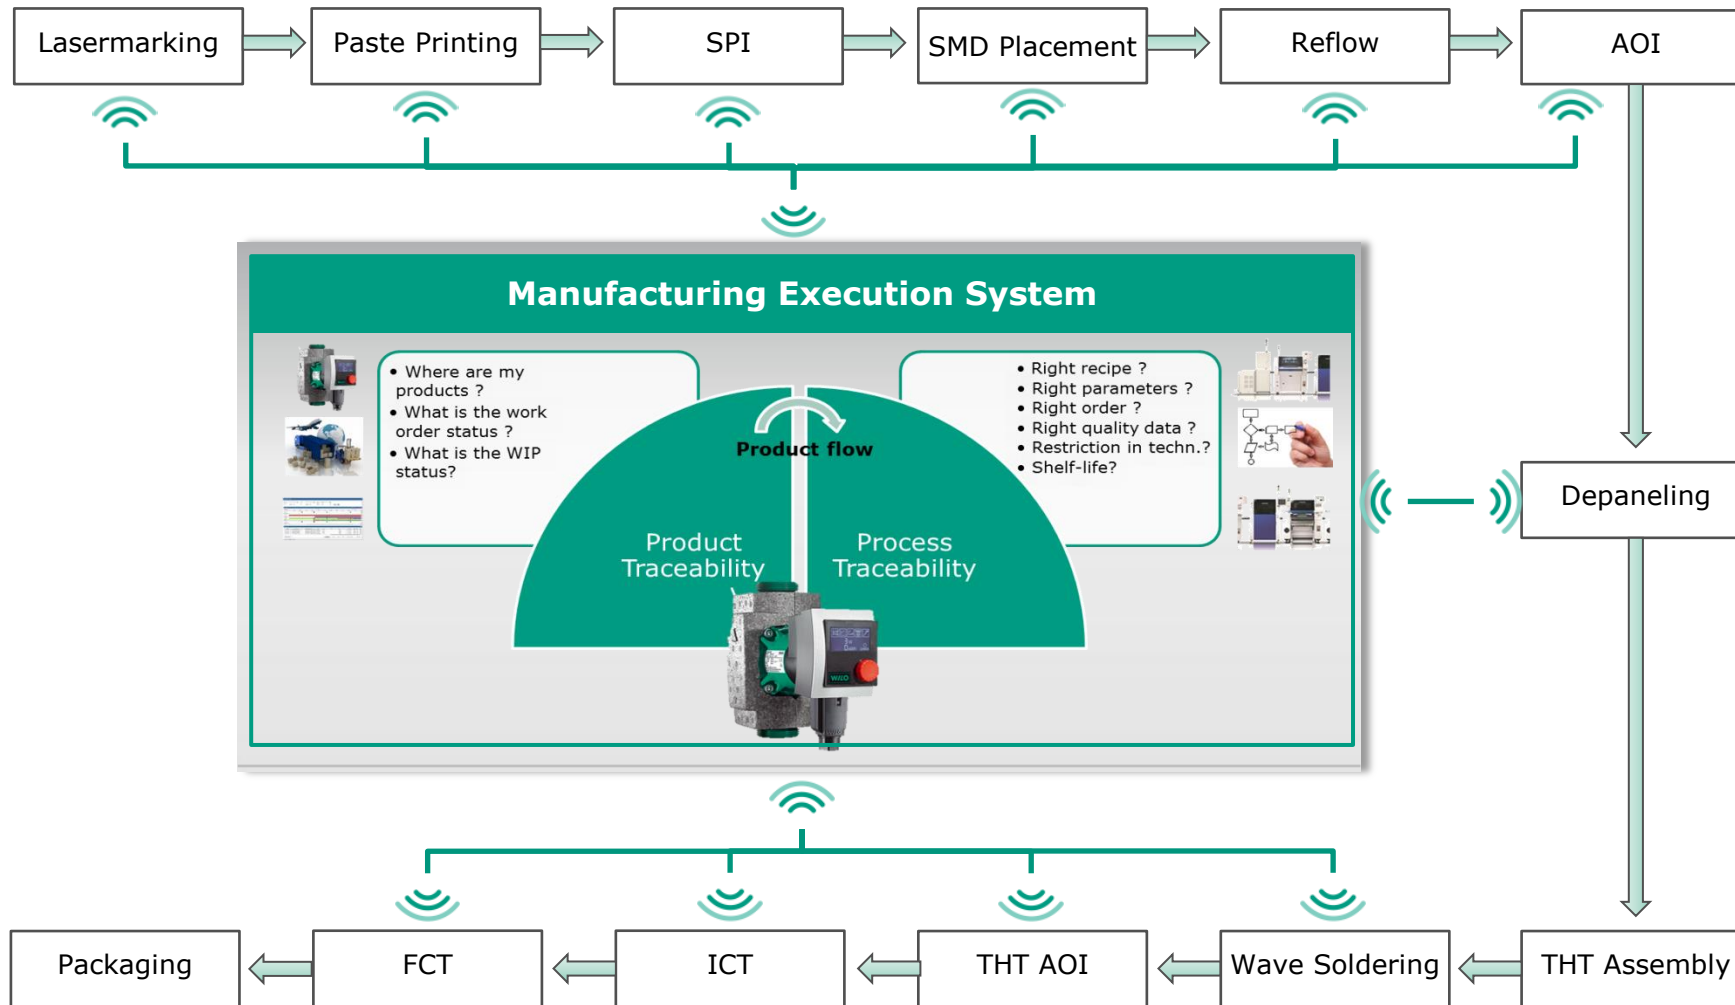 Lasermarking
Paste Printing
SPI
SMD Placement
Reflow
AOI
Manufacturing Execution System
• Where are my
products ?
• What is the work
order status ?
• What is the WIP
status?
• Right recipe ?
• Right parameters ?
• Right order ?
• Right quality data ?
• Restriction in techn.?
• Shelf-life?
Product flow
Product
Traceability
Process
Traceability
WILO
Depaneling
Packaging
FCT
ICT
THT AOI
Wave Soldering
THT Assembly